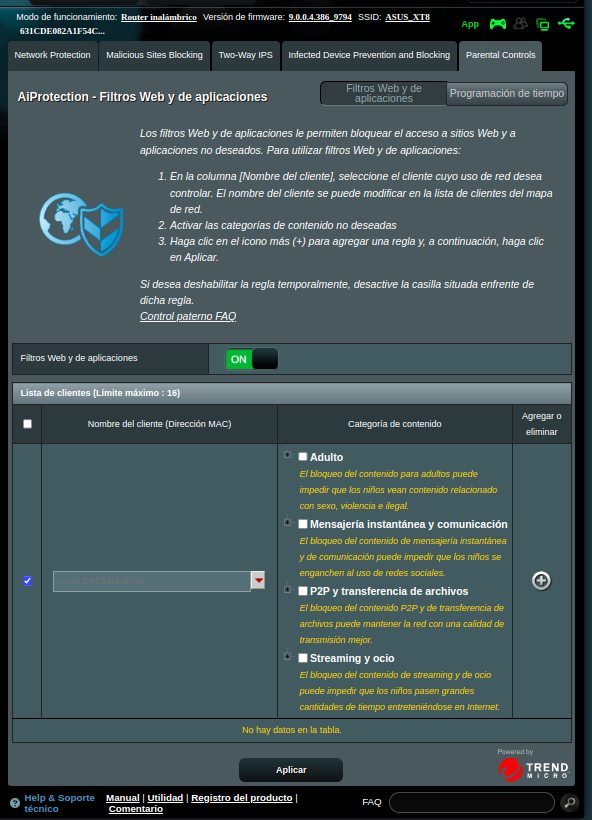 Modo de funcionamiento: Router inalámbrico Versión de firmware: 9.0.0.4.386_9794 SSID: ASUS_XT8
631CDE082A1F54C...
App
Network Protection Malicious Sites Blocking Two-Way IPS Infected Device Prevention and Blocking Parental Controls
AiProtection - Filtros Web y de aplicaciones
Filtros Web y de
aplicaciones
Programación de tiempo
Los filtros Web y de aplicaciones le permiten bloquear el acceso a sitios Web y a
aplicaciones no deseados. Para utilizar filtros Web y de aplicaciones:
1. En la columna [Nombre del cliente], seleccione el cliente cuyo uso de red desea
controlar. El nombre del cliente se puede modificar en la lista de clientes del mapa
de red.
2. Activar las categorías de contenido no deseadas
3. Haga clic en el icono más (+) para agregar una regla y, a continuación, haga clic
en Aplicar.
Si desea deshabilitar la regla temporalmente, desactive la casilla situada enfrente de
dicha regla.
Control paterno FAQ
Filtros Web y de aplicaciones
ON
Lista de clientes (Límite máximo : 16)
Nombre del cliente (Dirección MAC)
Categoría de contenido
Agregar o
eliminar
Adulto
El bloqueo del contenido para adultos puede
impedir que los niños vean contenido relacionado
con sexo, violencia e ilegal.
Mensajería instantánea y comunicación
El bloqueo del contenido de mensajería instantánea
y de comunicación puede impedir que los niños se
enganchen al uso de redes sociales.
P2P y transferencia de archivos
El bloqueo del contenido P2P y de transferencia de
archivos puede mantener la red con una calidad de
transmisión mejor.
Streaming y ocio
El bloqueo del contenido de streaming y de ocio
puede impedir que los niños pasen grandes
cantidades de tiempo entreteniéndose en Internet.
No hay datos en la tabla.
Aplicar
Powered by
TREND
MICRO
Help & Soporte
técnico
Manual | Utilidad | Registro del producto |
Comentario
FAQ